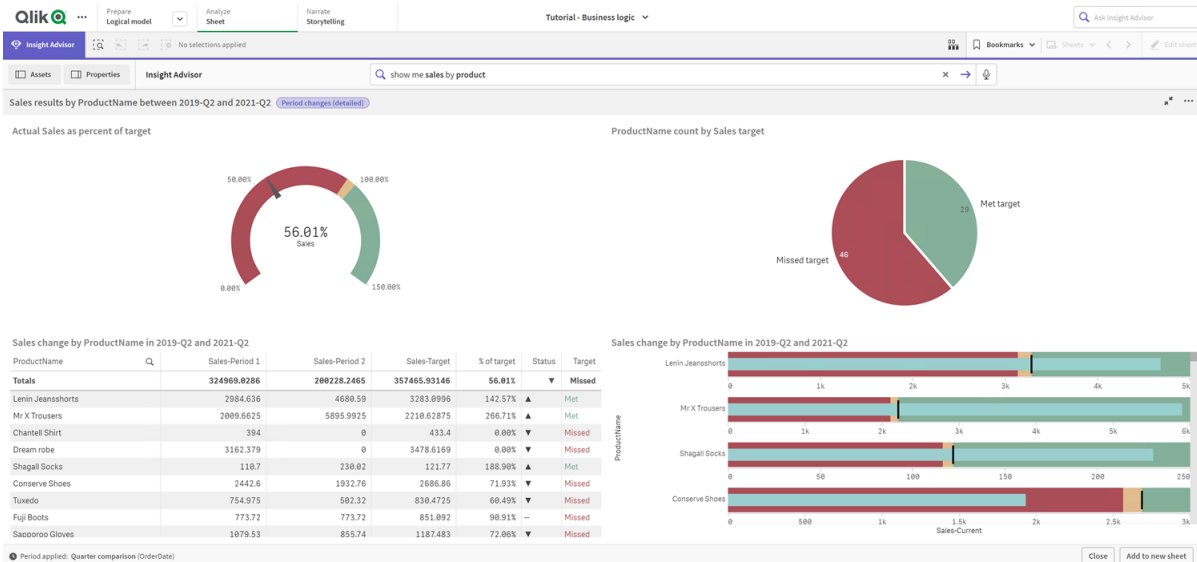 Qlik Q ... Prepare Analyze Narrate
Logical model Sheet Storytelling
Tutorial - Business logic
Ask Insight Advisor
Insight Advisor No selections applied Bookmarks Sheets Edit sheet
Assets Properties Insight Advisor show me sales by product
Sales results by ProductName between 2019-Q2 and 2021-Q2 Period changes (detailed)
Actual Sales as percent of target
50.00% 100.00%
56.01%
Sales
0.00% 150.00%
ProductName count by Sales target
29 Met target
Missed target 46
Sales change by ProductName in 2019-Q2 and 2021-Q2
ProductName Sales-Period 1 Sales-Period 2 Sales-Target % of target Status Target
Totals 324969.0286 200228.2465 357465.93146 56.01% ▼ Missed
Lenin Jeansshorts 2984.636 4680.59 3283.0996 142.57% ▲ Met
Mr X Trousers 2009.6625 5895.9925 2210.62875 266.71% ▲ Met
Chantell Shirt 394 0 433.4 0.00% ▼ Missed
Dream robe 3162.379 0 3478.6169 0.00% ▼ Missed
Shagall Socks 110.7 230.02 121.77 188.90% ▲ Met
Conserve Shoes 2442.6 1932.76 2686.86 71.93% ▼ Missed
Tuxedo 754.975 502.32 830.4725 60.49% ▼ Missed
Fuji Boots 773.72 773.72 851.092 90.91% -- Missed
Sapporoo Gloves 1079.53 855.74 1187.483 72.06% ▼ Missed
Sales change by ProductName in 2019-Q2 and 2021-Q2
ProductName
Lenin Jeansshorts
0 1k 2k 3k 4k 5k
Mr X Trousers
0 1k 2k 3k 4k 5k 6k
Shagall Socks
0 50 100 150 200 250
Conserve Shoes
0 500 1k 1.5k 2k 2.5k 3k
Sales-Current
Period applied: Quarter comparison (OrderDate) Close Add to new sheet